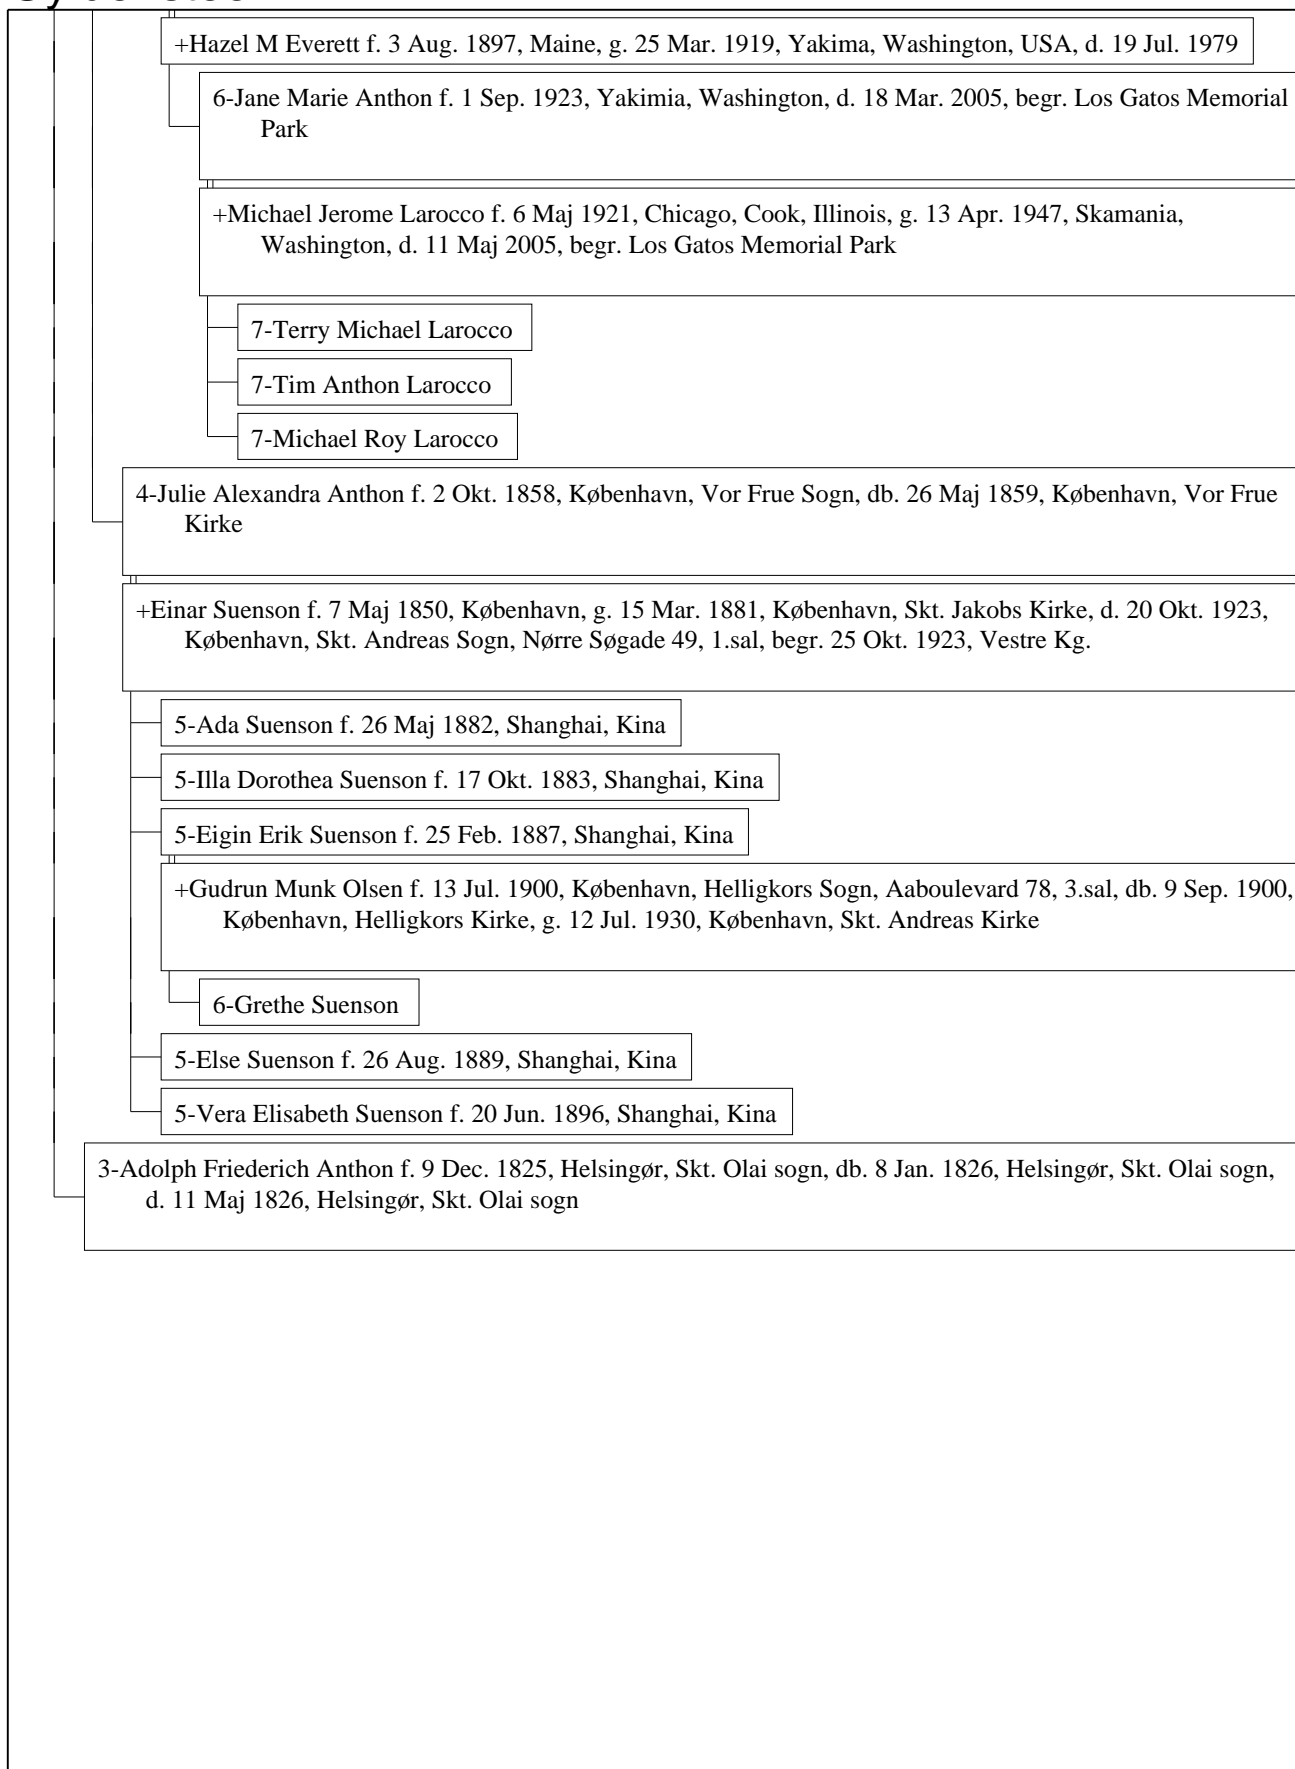 +Hazel M Everett f. 3 Aug. 1897, Maine, g. 25 Mar. 1919, Yakima, Washington, USA, d. 19 Jul. 1979
6-Jane Marie Anthon f. 1 Sep. 1923, Yakimia, Washington, d. 18 Mar. 2005, begr. Los Gatos Memorial
Park
+Michael Jerome Larocco f. 6 Maj 1921, Chicago, Cook, Illinois, g. 13 Apr. 1947, Skamania,
Washington, d. 11 Maj 2005, begr. Los Gatos Memorial Park
7-Terry Michael Larocco
7-Tim Anthon Larocco
7-Michael Roy Larocco
4-Julie Alexandra Anthon f. 2 Okt. 1858, København, Vor Frue Sogn, db. 26 Maj 1859, København, Vor Frue
Kirke
+Einar Suenson f. 7 Maj 1850, København, g. 15 Mar. 1881, København, Skt. Jakobs Kirke, d. 20 Okt. 1923,
København, Skt. Andreas Sogn, Nørre Søgade 49, 1.sal, begr. 25 Okt. 1923, Vestre Kg.
5-Ada Suenson f. 26 Maj 1882, Shanghai, Kina
5-Illa Dorothea Suenson f. 17 Okt. 1883, Shanghai, Kina
5-Eigin Erik Suenson f. 25 Feb. 1887, Shanghai, Kina
+Gudrun Munk Olsen f. 13 Jul. 1900, København, Helligkors Sogn, Aaboulevard 78, 3.sal, db. 9 Sep. 1900,
København, Helligkors Kirke, g. 12 Jul. 1930, København, Skt. Andreas Kirke
6-Grethe Suenson
5-Else Suenson f. 26 Aug. 1889, Shanghai, Kina
5-Vera Elisabeth Suenson f. 20 Jun. 1896, Shanghai, Kina
3-Adolph Friederich Anthon f. 9 Dec. 1825, Helsingør, Skt. Olai sogn, db. 8 Jan. 1826, Helsingør, Skt. Olai sogn,
d. 11 Maj 1826, Helsingør, Skt. Olai sogn